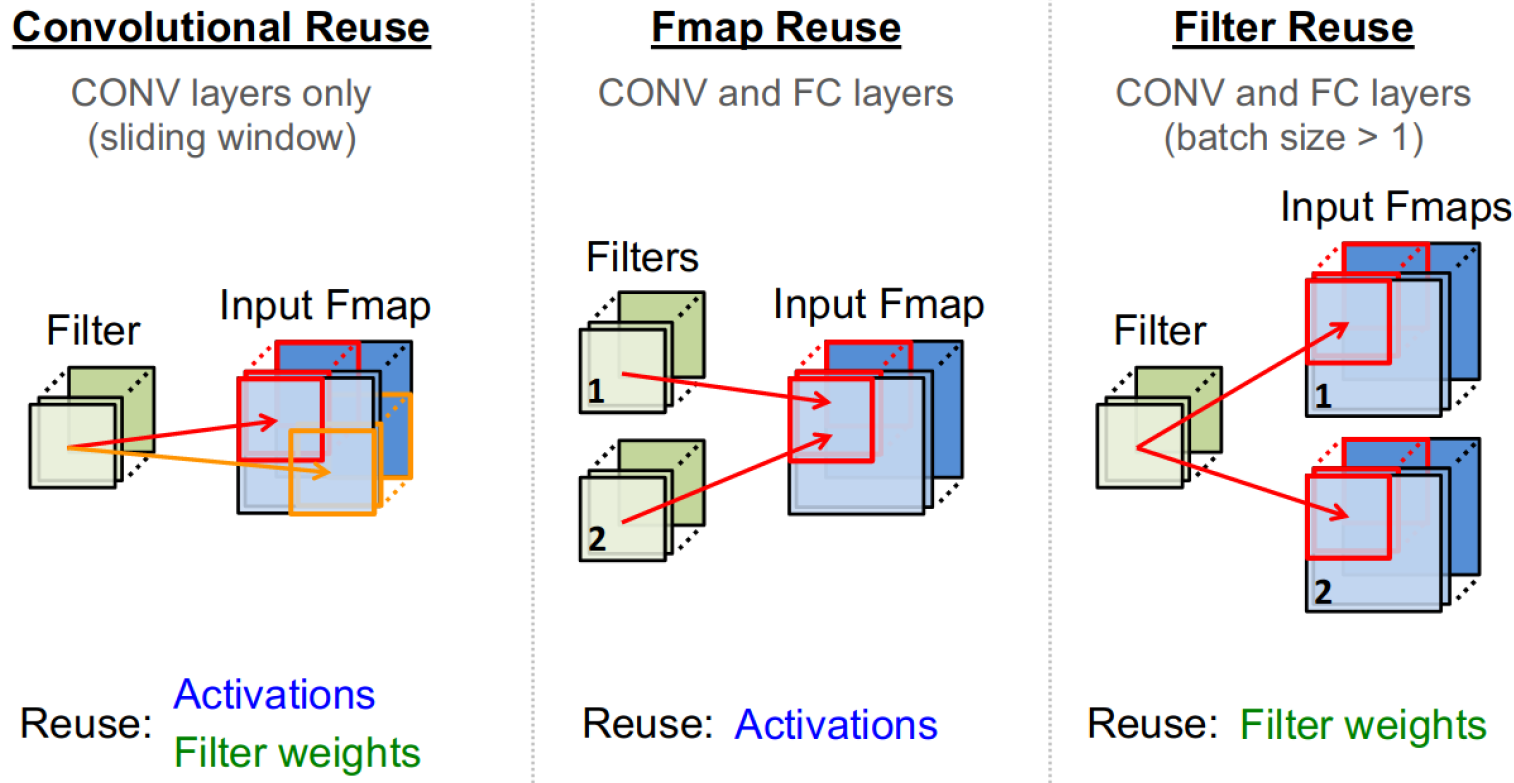 Convolutional Reuse
CONV layers only
(sliding window)
Filter
Input Fmap
Reuse:
Activations
Filter weights
Fmap Reuse
CONV and FC layers
Filters
1
2
Input Fmap
Reuse: Activations
Filter Reuse
CONV and FC layers
(batch size > 1)
Input Fmaps
Filter
1
2
Reuse: Filter weights